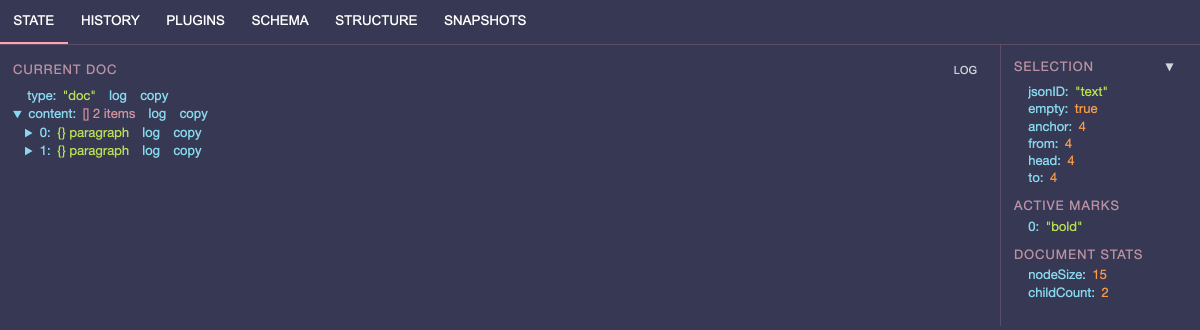 STATE HISTORY PLUGINS SCHEMA STRUCTURE SNAPSHOTS
CURRENT DOC LOG
type: "doc" log copy
▼ content: [] 2 items log copy
▶ 0: {} paragraph log copy
▶ 1: {} paragraph log copy
SELECTION ▼
jsonID: "text"
empty: true
anchor: 4
from: 4
head: 4
to: 4
ACTIVE MARKS
0: "bold"
DOCUMENT STATS
nodeSize: 15
childCount: 2